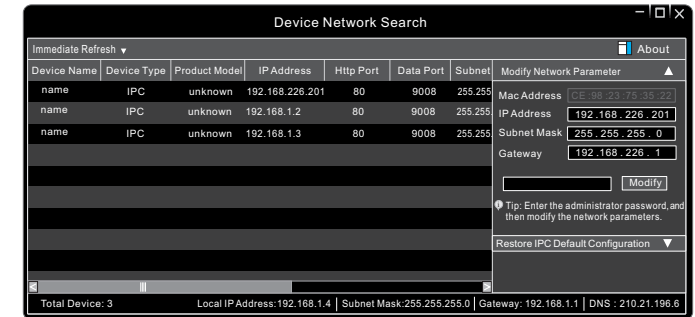 Device Network Search
Immediate Refresh
About
Device Name Device Type Product Model IP Address Http Port Data Port Subnet
name IPC unknown 192.168.226.201 80 9008 255.255
name IPC unknown 192.168.1.2 80 9008 255.255.
name IPC unknown 192.168.1.3 80 9008 255.255.
Modify Network Parameter
Mac Address CE :98 :23 :75 :35 :22
IP Address 192 .168 . 226 . 201
Subnet Mask 255 . 255 . 255 . 0
Gateway 192 .168 . 226 . 1
Modify
Tip: Enter the administrator password,and
then modify the network parameters.
Restore IPC Default Configuration
Total Device: 3 Local IP Address:192.168.1.4 Subnet Mask:255.255.255.0 Gateway: 192.168.1.1 DNS : 210.21.196.6